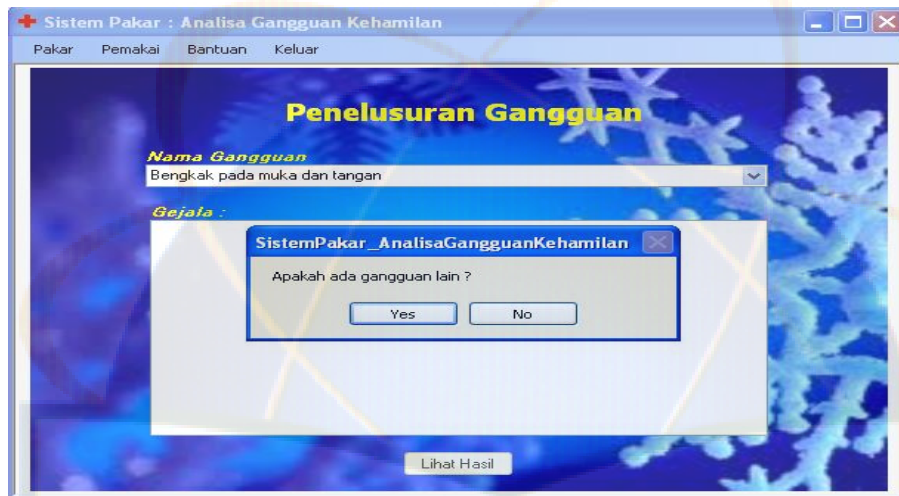 Sistem Pakar : Analisa Gangguan Kehamilan
Pakar Pemakai Bantuan Keluar
Penelusuran Gangguan
Nama Gangguan
Bengkak pada muka dan tangan
Gejala :
SistemPakar_AnalisaGangguanKehamilan
Apakah ada gangguan lain ?
Yes No
Lihat Hasil